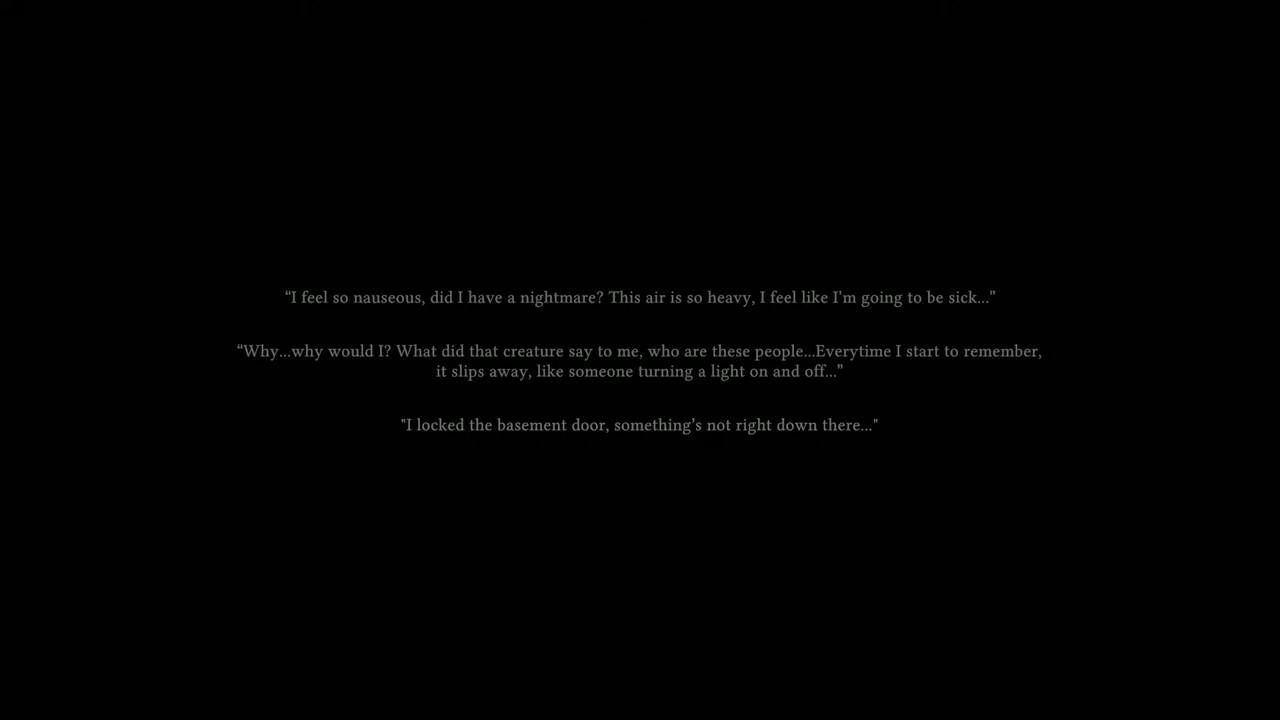 “I feel so nauseous, did I have a nightmare? This air is so heavy, I feel like I'm going to be sick..."
“Why...why would I? What did that creature say to me, who are these people...Everytime I start to remember,
it slips away, like someone turning a light on and off...”
"I locked the basement door, something’s not right down there..."